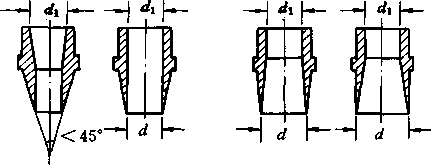 d₁ d₁ d₁ d₁
<45°
d d d